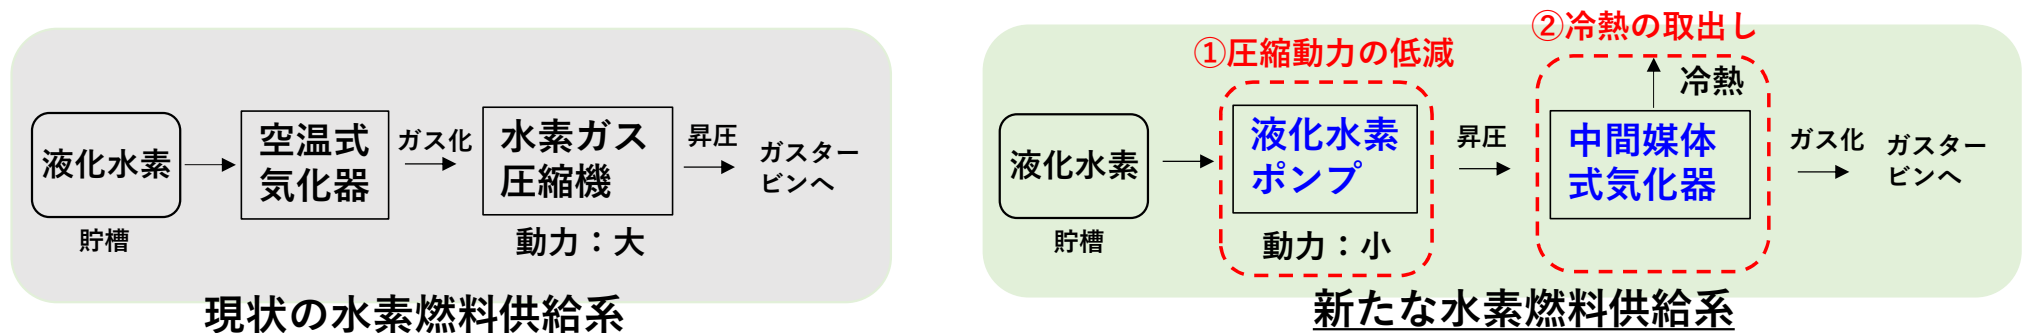 液化水素
貯槽
空温式
気化器
ガス化
水素ガス
圧縮機
動力：大
昇圧
ガスター
ビンへ
現状の水素燃料供給系
①圧縮動力の低減
②冷熱の取出し
液化水素
貯槽
液化水素
ポンプ
動力：小
昇圧
冷熱
中間媒体
式気化器
ガス化
ガスター
ビンへ
新たな水素燃料供給系